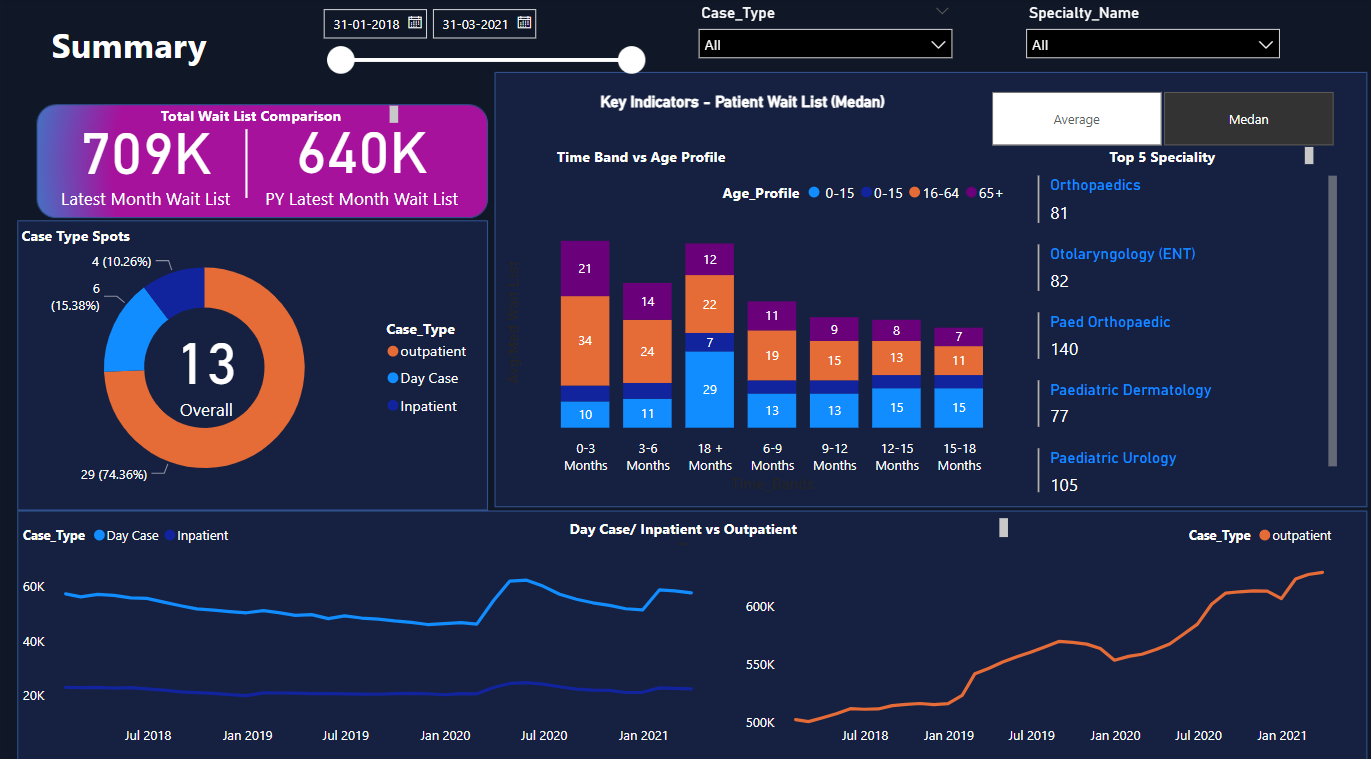 Summary
31-01-2018
31-03-2021
Case_Type
All
Specialty_Name
All
Total Wait List Comparison
709K
Latest Month Wait List
640K
PY Latest Month Wait List
Key Indicators - Patient Wait List (Medan)
Average
Medan
Time Band vs Age Profile
Age_Profile
0-15
0-15
16-64
65+
21
34
10
14
24
11
12
22
7
29
11
19
13
9
15
13
8
13
15
7
11
15
0-3
Months
3-6
Months
18 +
Months
6-9
Months
9-12
Months
12-15
Months
15-18
Months
Top 5 Speciality
Orthopaedics
81
Otolaryngology (ENT)
82
Paed Orthopaedic
140
Paediatric Dermatology
77
Paediatric Urology
105
Case Type Spots
4 (10.26%)
6
(15.38%)
13
Overall
29 (74.36%)
Case_Type
outpatient
Day Case
Inpatient
Day Case/ Inpatient vs Outpatient
Case_Type
Day Case
Inpatient
60K
40K
20K
Jul 2018
Jan 2019
Jul 2019
Jan 2020
Jul 2020
Jan 2021
Case_Type
outpatient
600K
550K
500K
Jul 2018
Jan 2019
Jul 2019
Jan 2020
Jul 2020
Jan 2021